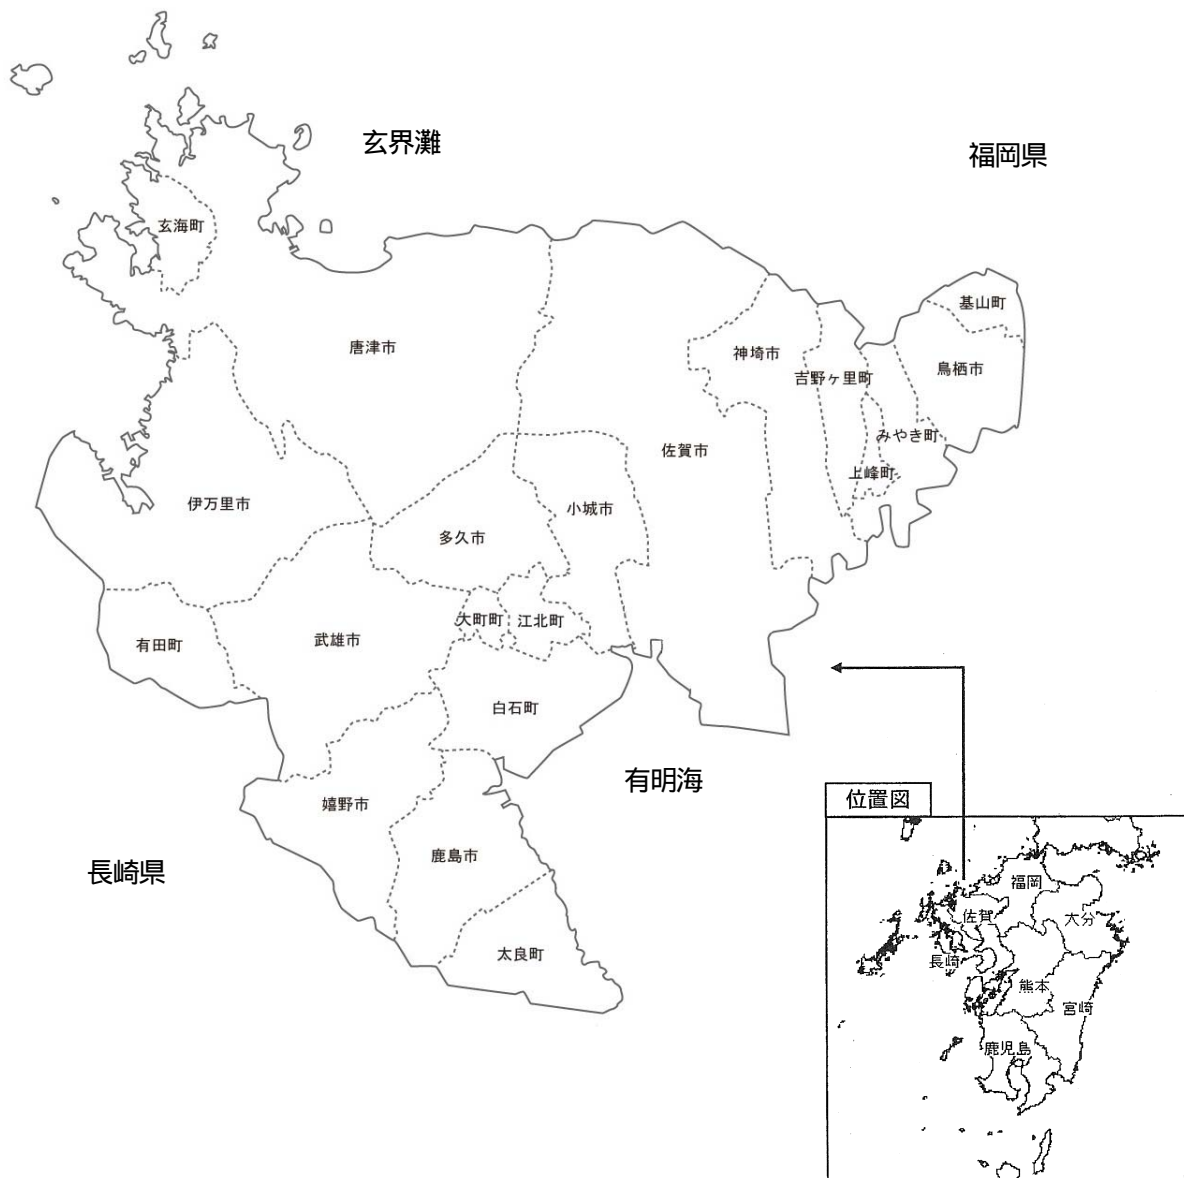 玄界灘
福岡県
玄海町
基山町
唐津市
神埼市
鳥栖市
吉野ヶ里町
みやき町
佐賀市
上峰町
伊万里市
小城市
多久市
大町町
江北町
有田町
武雄市
白石町
有明海
嬉野市
位置図
鹿島市
長崎県
太良町
福岡
佐賀
大分
長崎
熊本
宮崎
鹿児島